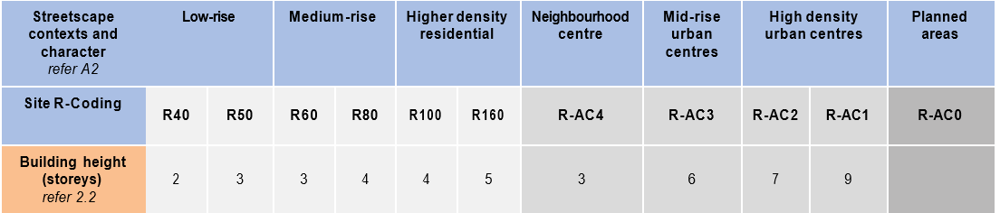 Streetscape contexts and character refer A2 Low-rise Medium-rise Higher density residential Neighbourhood centre Mid-rise urban centres High density urban centres Planned areas
Site R-Coding R40 R50 R60 R80 R100 R160 R-AC4 R-AC3 R-AC2 R-AC1 R-AC0
Building height (storeys) refer 2.2 2 3 3 4 4 5 3 6 7 9